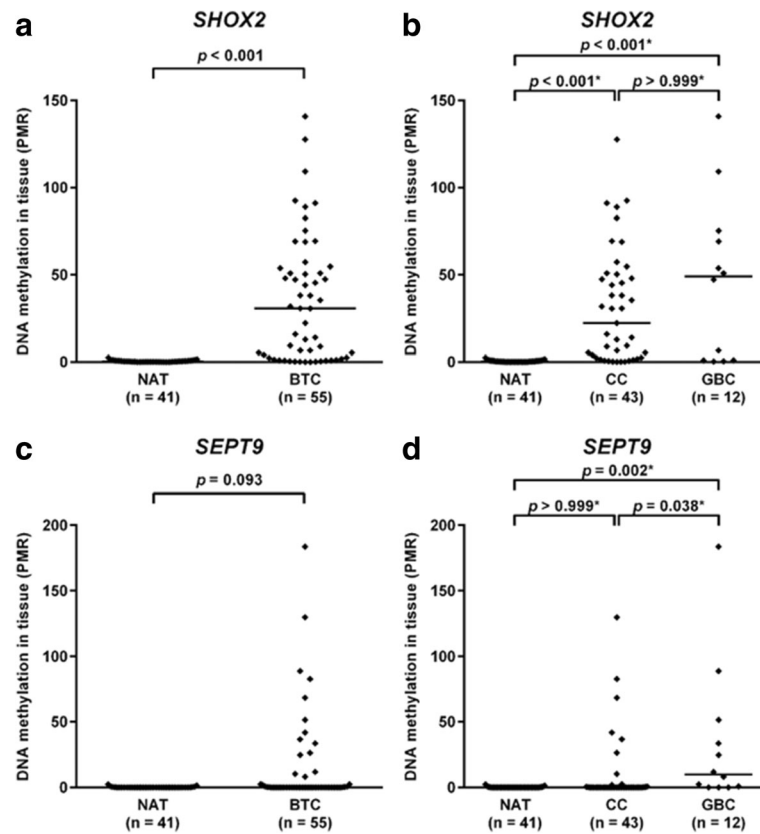 a
SHOX2
p < 0.001
DNA methylation in tissue (PMR)
150
100
50
0
NAT
(n = 41)
BTC
(n = 55)
b
SHOX2
p < 0.001*
p < 0.001*
p > 0.999*
DNA methylation in tissue (PMR)
150
100
50
0
NAT
(n = 41)
CC
(n = 43)
GBC
(n = 12)
c
SEPT9
p = 0.093
DNA methylation in tissue (PMR)
200
150
100
50
0
NAT
(n = 41)
BTC
(n = 55)
d
SEPT9
p = 0.002*
p > 0.999*
p = 0.038*
DNA methylation in tissue (PMR)
200
150
100
50
0
NAT
(n = 41)
CC
(n = 43)
GBC
(n = 12)